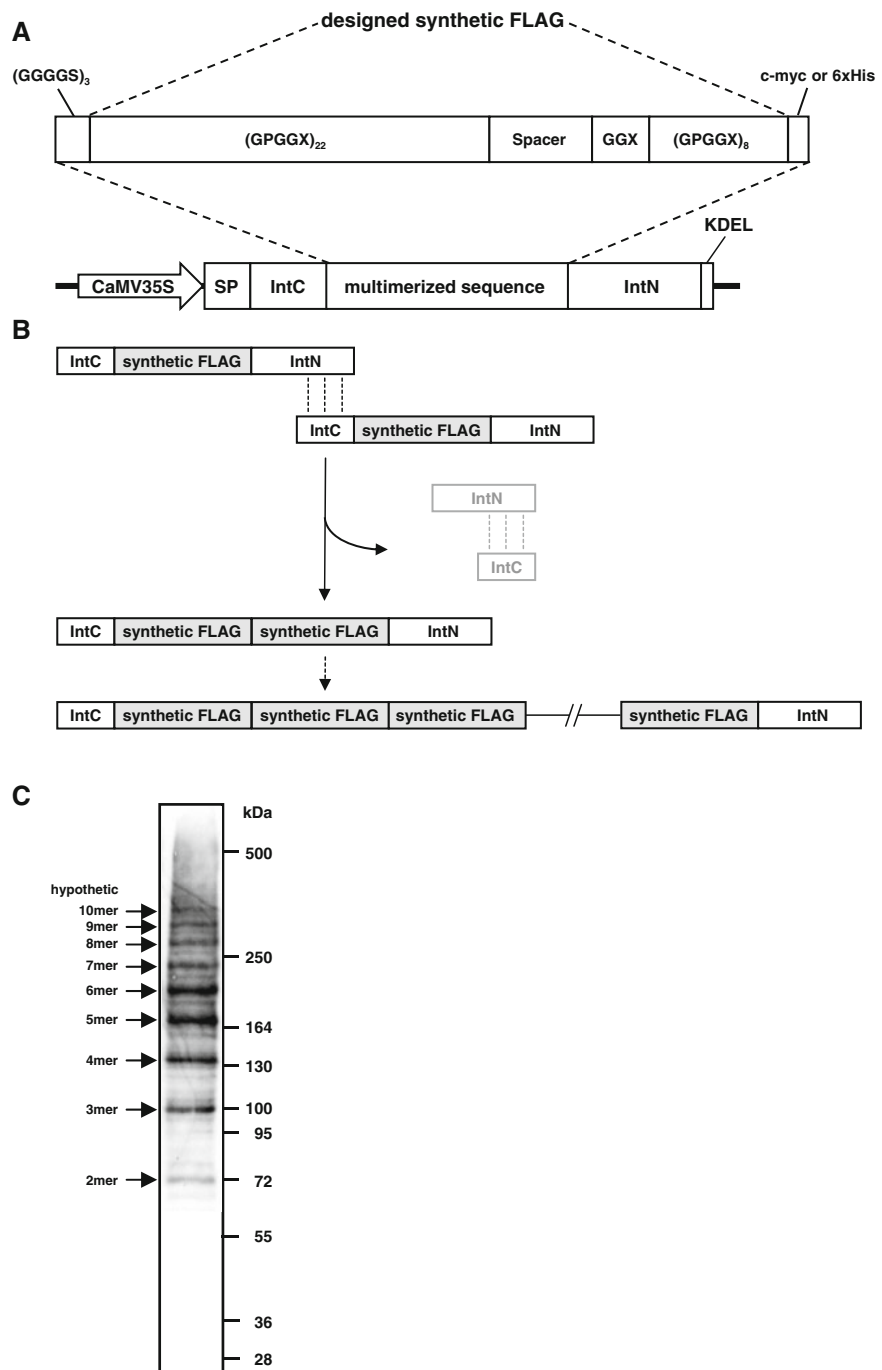 A
designed synthetic FLAG
(GGGGS)3
c-myc or 6xHis
(GPGGX)22
Spacer
GGX
(GPGGX)8
KDEL
CaMV35S
SP
IntC
multimerized sequence
IntN
B
IntC
synthetic FLAG
IntN
IntC
synthetic FLAG
IntN
IntN
IntC
IntC
synthetic FLAG
synthetic FLAG
IntN
IntC
synthetic FLAG
synthetic FLAG
synthetic FLAG
synthetic FLAG
IntN
C
kDa
500
hypothetic
10mer
9mer
8mer
250
7mer
6mer
5mer
164
4mer
130
3mer
100
95
2mer
72
55
36
28